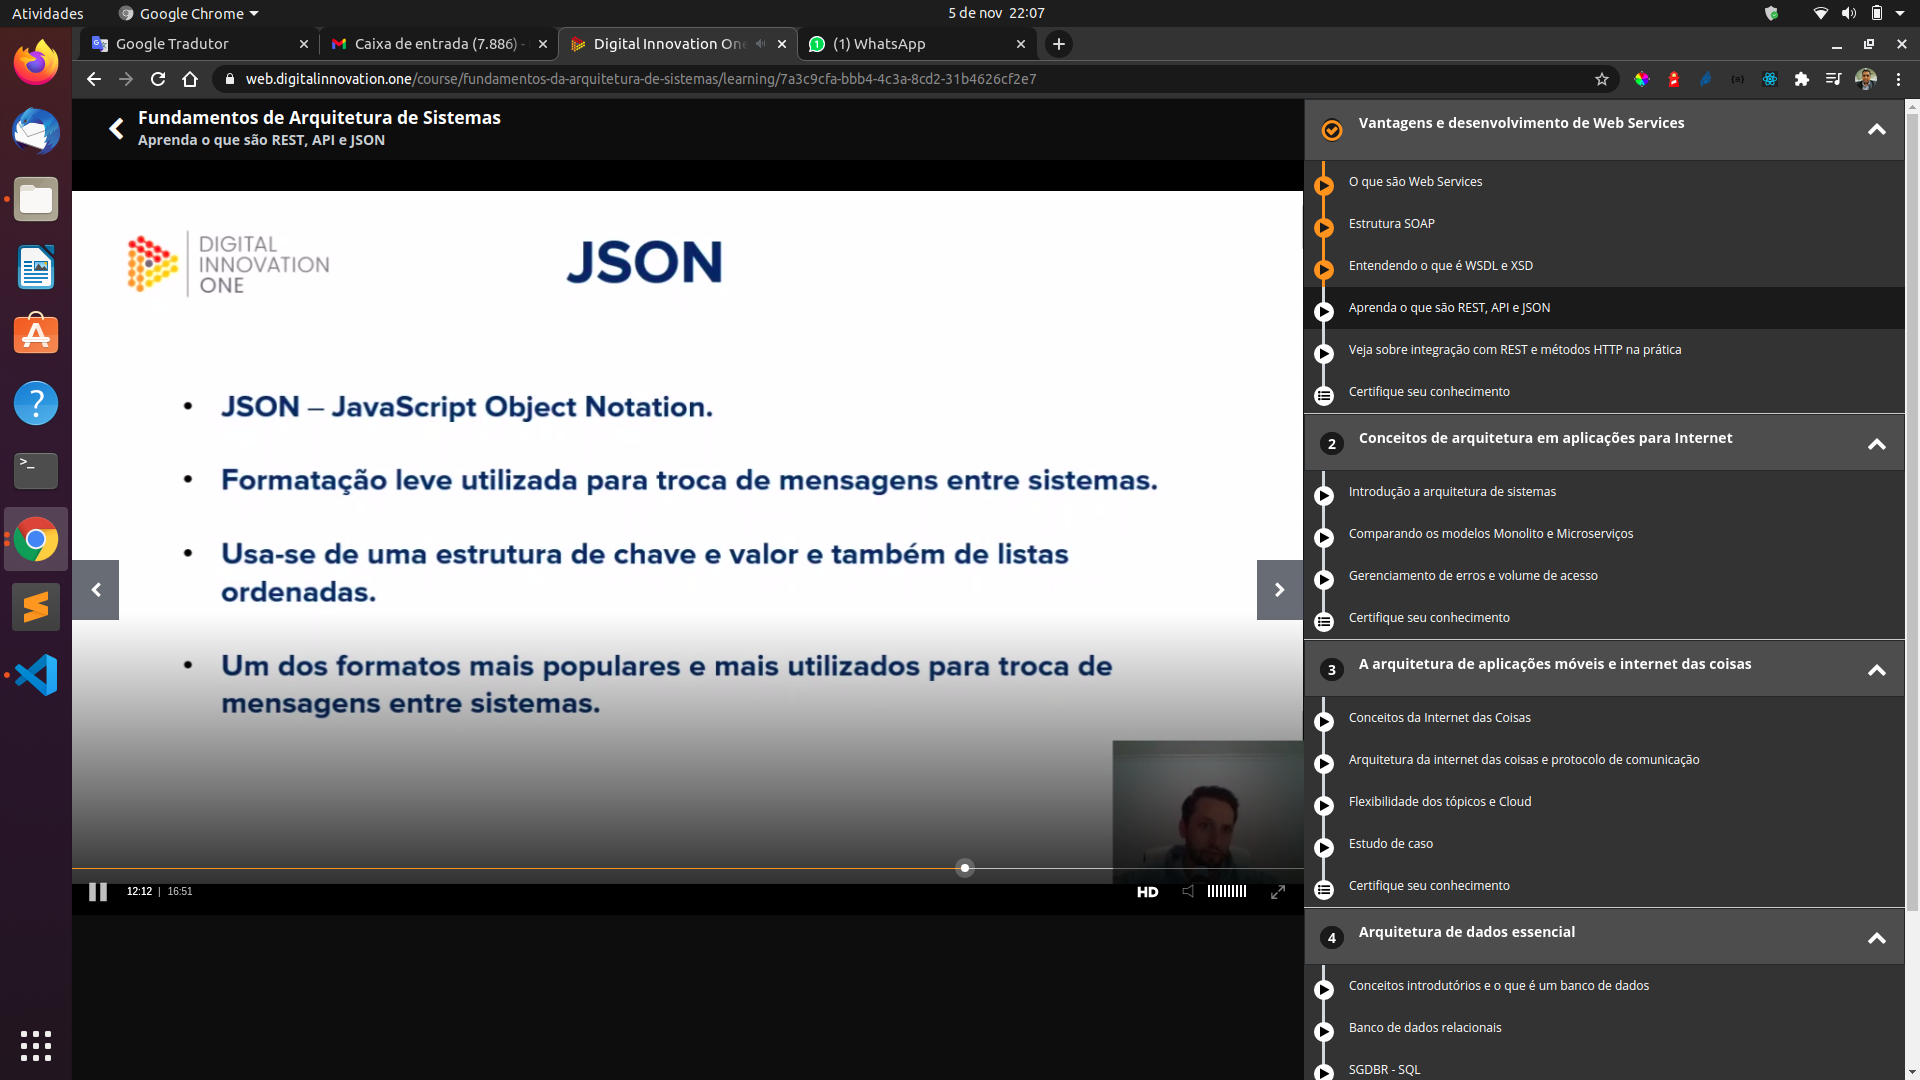 Atividades
Google Chrome
5 de nov 22:07
Google Tradutor
Caixa de entrada (7.886) -
Digital Innovation One
(1) WhatsApp
web.digitalinnovation.one/course/fundamentos-da-arquitetura-de-sistemas/learning/7a3c9cfa-bbb4-4c3a-8cd2-31b4626cf2e7
Fundamentos de Arquitetura de Sistemas
Aprenda o que são REST, API e JSON
DIGITAL
INNOVATION
ONE
JSON
• JSON – JavaScript Object Notation.
• Formatação leve utilizada para troca de mensagens entre sistemas.
• Usa-se de uma estrutura de chave e valor e também de listas
ordenadas.
• Um dos formatos mais populares e mais utilizados para troca de
mensagens entre sistemas.
12:12 | 16:51
HD
Vantagens e desenvolvimento de Web Services
O que são Web Services
Estrutura SOAP
Entendendo o que é WSDL e XSD
Aprenda o que são REST, API e JSON
Veja sobre integração com REST e métodos HTTP na prática
Certifique seu conhecimento
2 Conceitos de arquitetura em aplicações para Internet
Introdução a arquitetura de sistemas
Comparando os modelos Monolito e Microserviços
Gerenciamento de erros e volume de acesso
Certifique seu conhecimento
3 A arquitetura de aplicações móveis e internet das coisas
Conceitos da Internet das Coisas
Arquitetura da internet das coisas e protocolo de comunicação
Flexibilidade dos tópicos e Cloud
Estudo de caso
Certifique seu conhecimento
4 Arquitetura de dados essencial
Conceitos introdutórios e o que é um banco de dados
Banco de dados relacionais
SGDBR - SQL